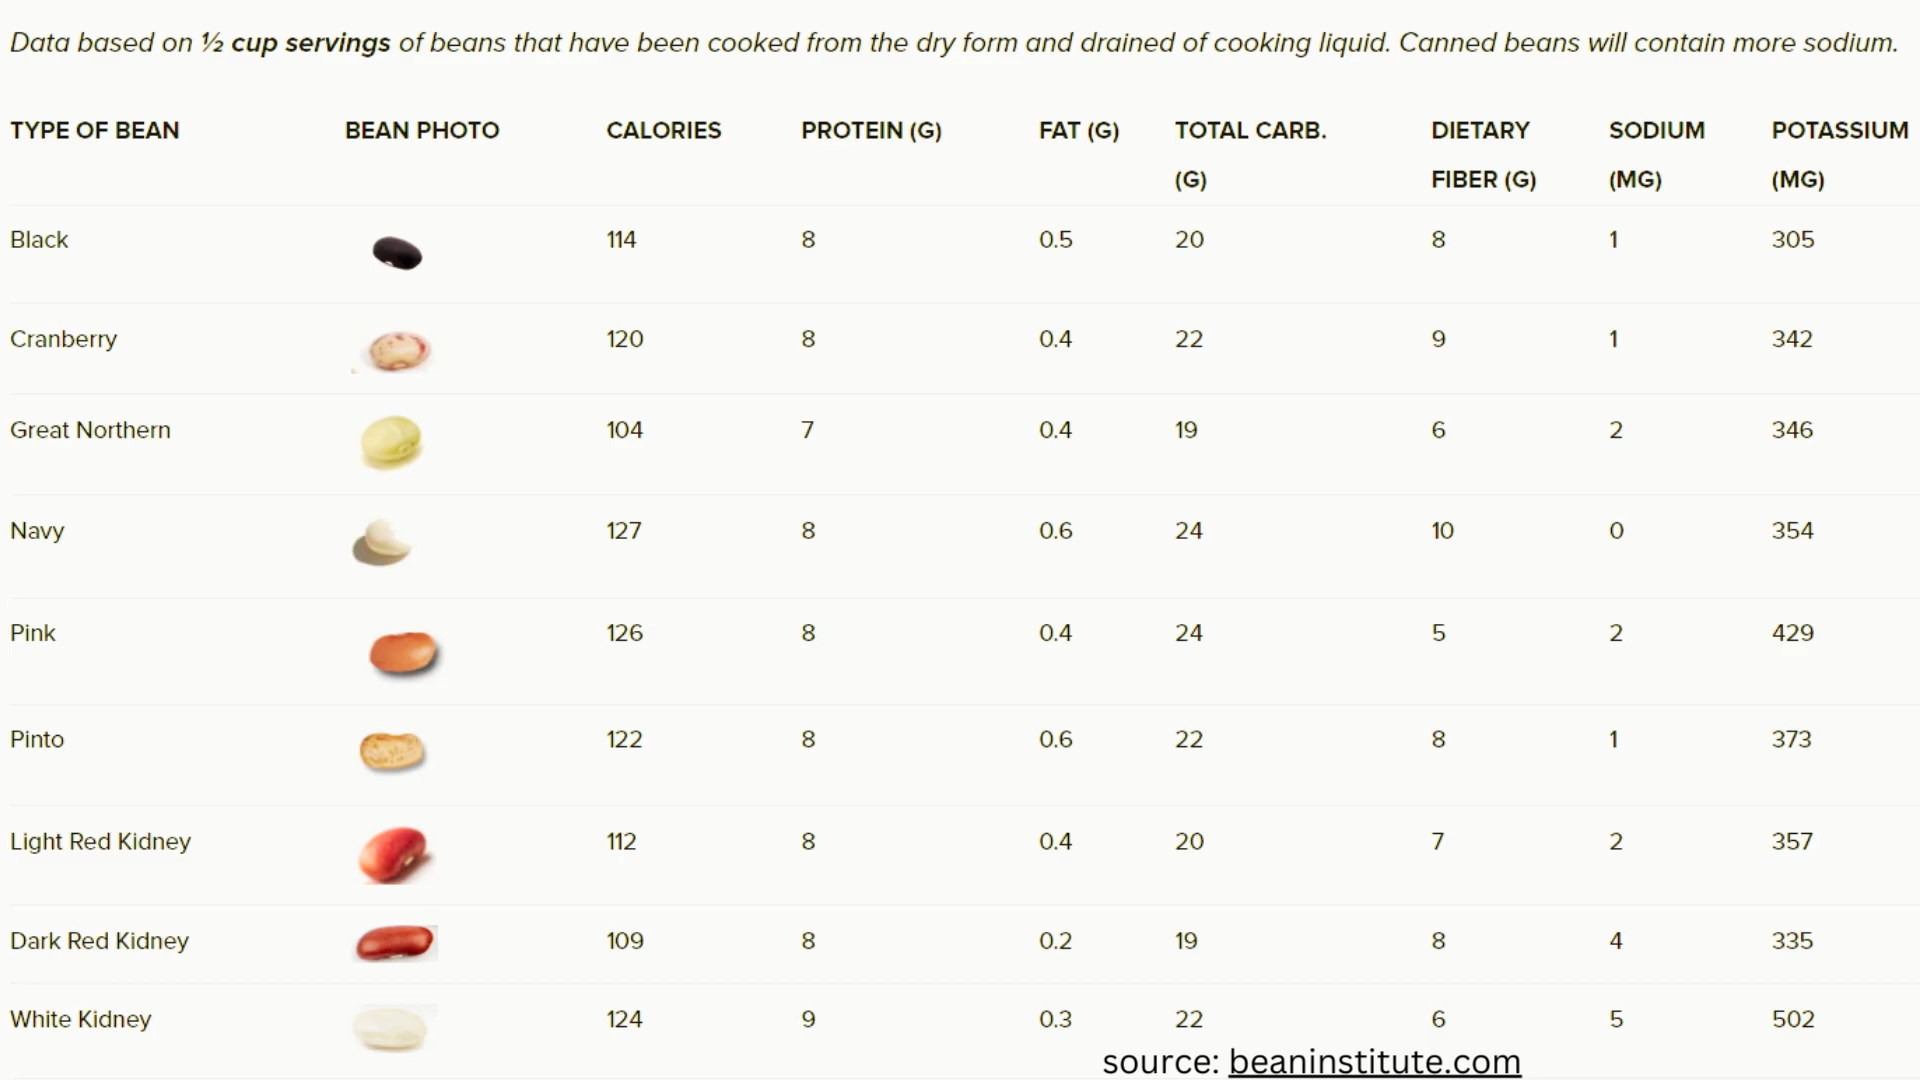 Data based on ½ cup servings of beans that have been cooked from the dry form and drained of cooking liquid. Canned beans will contain more sodium.
TYPE OF BEAN BEAN PHOTO CALORIES PROTEIN (G) FAT (G) TOTAL CARB. (G) DIETARY FIBER (G) SODIUM (MG) POTASSIUM (MG)
Black 114 8 0.5 20 8 1 305
Cranberry 120 8 0.4 22 9 1 342
Great Northern 104 7 0.4 19 6 2 346
Navy 127 8 0.6 24 10 0 354
Pink 126 8 0.4 24 5 2 429
Pinto 122 8 0.6 22 8 1 373
Light Red Kidney 112 8 0.4 20 7 2 357
Dark Red Kidney 109 8 0.2 19 8 4 335
White Kidney 124 9 0.3 22 6 5 502
source: beaninstitute.com